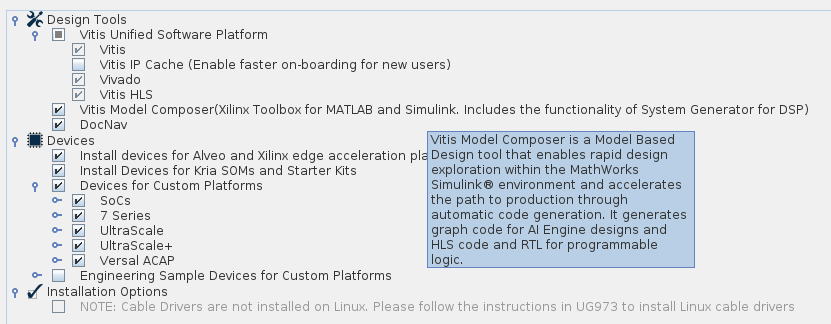 Design Tools
Vitis Unified Software Platform
Vitis
Vitis IP Cache (Enable faster on-boarding for new users)
Vivado
Vitis HLS
Vitis Model Composer(Xilinx Toolbox for MATLAB and Simulink. Includes the functionality of System Generator for DSP)
DocNav
Devices
Install devices for Alveo and Xilinx edge acceleration pla
Install Devices for Kria SOMs and Starter Kits
Devices for Custom Platforms
SoCs
7 Series
UltraScale
UltraScale+
Versal ACAP
Engineering Sample Devices for Custom Platforms
Installation Options
NOTE: Cable Drivers are not installed on Linux. Please follow the instructions in UG973 to install Linux cable drivers
Vitis Model Composer is a Model Based
Design tool that enables rapid design
exploration within the MathWorks
Simulink® environment and accelerates
the path to production through
automatic code generation. It generates
graph code for AI Engine designs and
HLS code and RTL for programmable
logic.